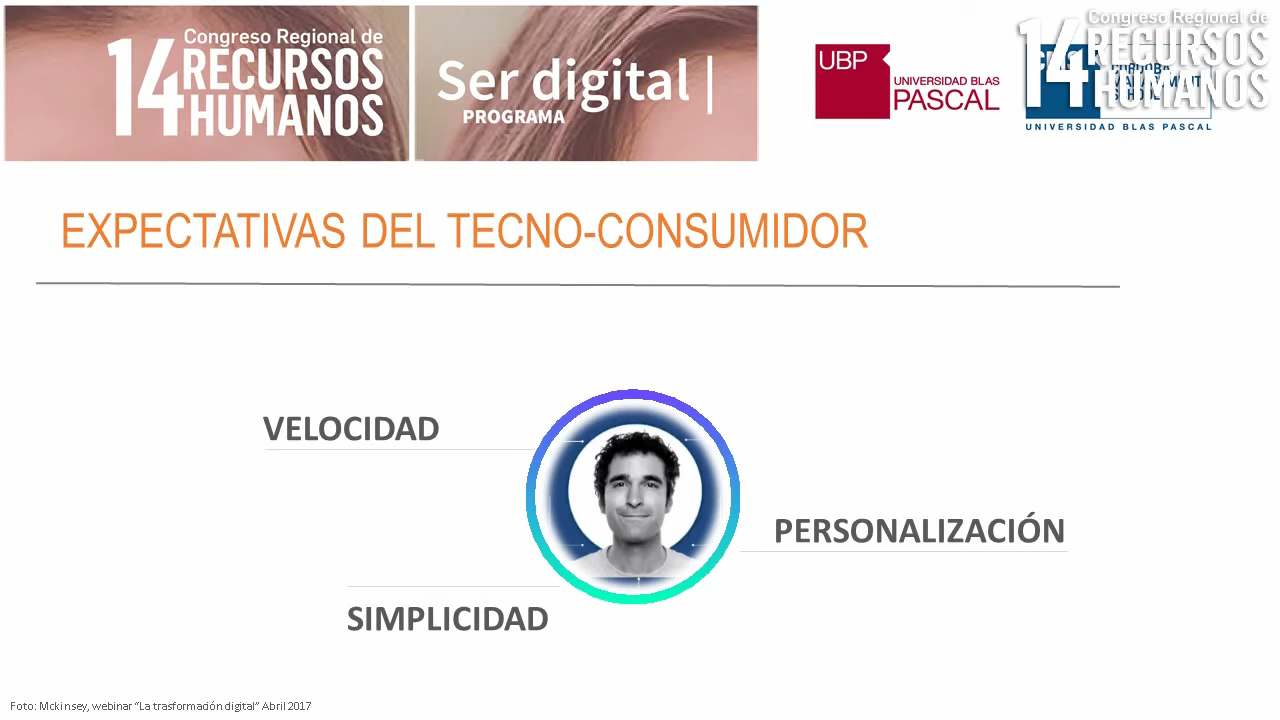 Congreso Regional de
14 RECURSOS
HUMANOS
Ser digital |
PROGRAMA
UBP
UNIVERSIDAD BLAS
PASCAL
Congreso Regional de
14 RECURSOS
HUMANOS
UNIVERSIDAD BLAS PASCAL
EXPECTATIVAS DEL TECNO-CONSUMIDOR
VELOCIDAD
PERSONALIZACIÓN
SIMPLICIDAD
Foto: Mckinsey, webinar “La trasformación digital” Abril 2017